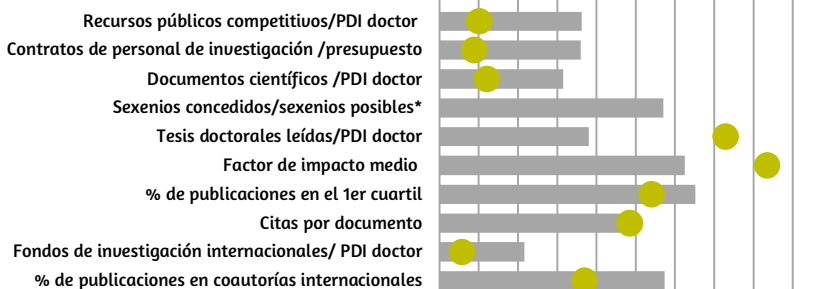 Recursos públicos competitivos/PDI doctor
Contratos de personal de investigación /presupuesto
Documentos científicos /PDI doctor
Sexenios concedidos/sexenios posibles*
Tesis doctorales leídas/PDI doctor
Factor de impacto medio
% de publicaciones en el 1er cuartil
Citas por documento
Fondos de investigación internacionales/ PDI doctor
% de publicaciones en coautorías internacionales